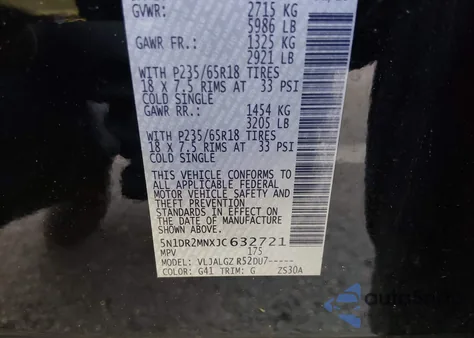 GVWR: 2715 KG
5986 LB
GAWR FR.: 1325 KG
2921 LB
WITH P235/65R18 TIRES
18 X 7.5 RIMS AT 33 PSI
COLD SINGLE
GAWR RR.: 1454 KG
3205 LB
WITH P235/65R18 TIRES
18 X 7.5 RIMS AT 33 PSI
COLD SINGLE
THIS VEHICLE CONFORMS TO
ALL APPLICABLE FEDERAL
MOTOR VEHICLE SAFETY AND
THEFT PREVENTION
STANDARDS IN EFFECT ON
THE DATE OF MANUFACTURE
SHOWN ABOVE.
5N1DR2MNXJC632721
MPV 175
MODEL: VLJALGZ R52DU7-----
COLOR: G41 TRIM: G ZS30A